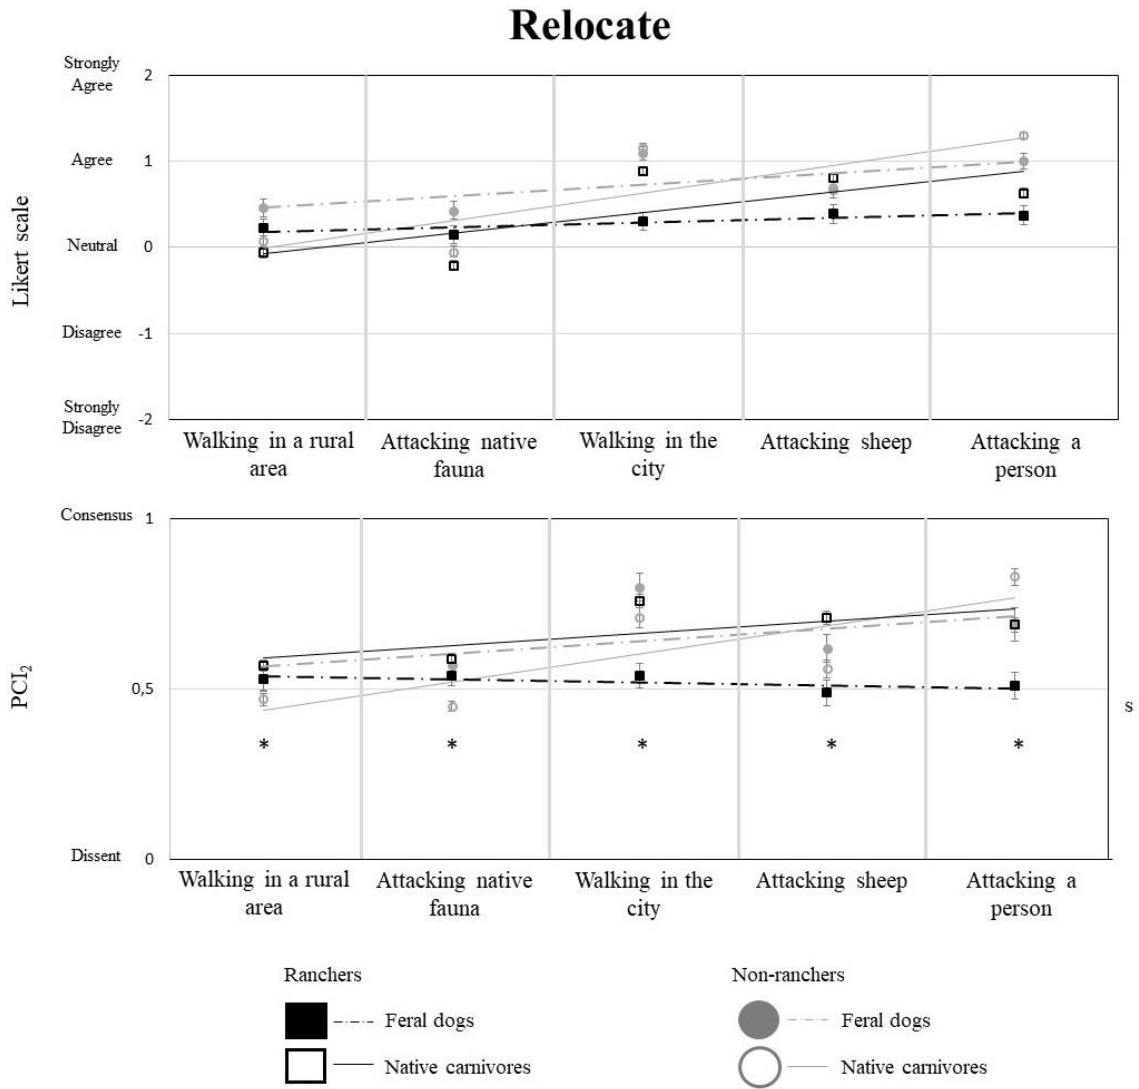 Relocate
Strongly
Agree
2
Agree
1
Neutral
0
Disagree
-1
Strongly
Disagree
-2
Likert scale
Walking in a rural
area
Attacking native
fauna
Walking in the
city
Attacking sheep
Attacking a
person
Consensus
1
0,5
Dissent
0
PCI₂
* * * * *
s
Walking in a rural
area
Attacking native
fauna
Walking in the
city
Attacking sheep
Attacking a
person
Ranchers
Feral dogs
Native carnivores
Non-ranchers
Feral dogs
Native carnivores